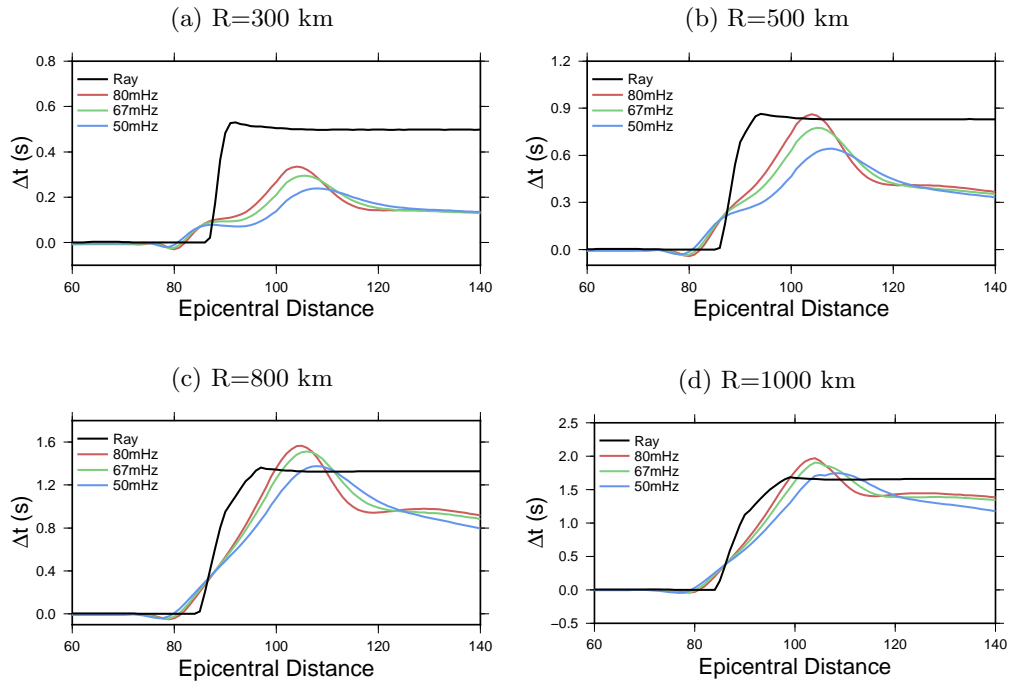 (a) R=300 km
0.8
0.6
0.4
0.2
0.0
Δt (s)
Ray
80mHz
67mHz
50mHz
60 80 100 120 140
Epicentral Distance
(b) R=500 km
1.2
0.9
0.6
0.3
0.0
Δt (s)
Ray
80mHz
67mHz
50mHz
60 80 100 120 140
Epicentral Distance
(c) R=800 km
1.6
1.2
0.8
0.4
0.0
Δt (s)
Ray
80mHz
67mHz
50mHz
60 80 100 120 140
Epicentral Distance
(d) R=1000 km
2.5
2.0
1.5
1.0
0.5
0.0
−0.5
Δt (s)
Ray
80mHz
67mHz
50mHz
60 80 100 120 140
Epicentral Distance